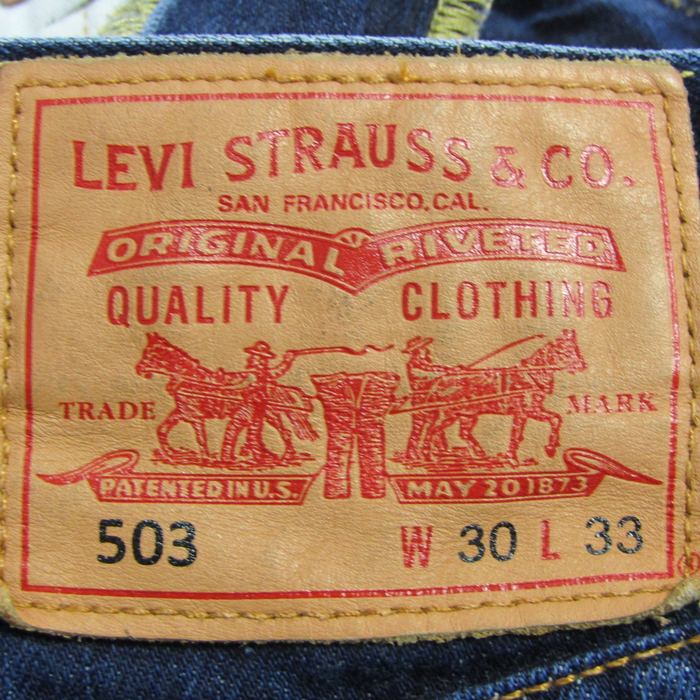 LEVI STRAUSS & CO.
SAN FRANCISCO, CAL.
ORIGINAL RIVETED
QUALITY CLOTHING
TRADE MARK
PATENTED IN U.S. MAY 20 1873
503 W 30 L 33
®